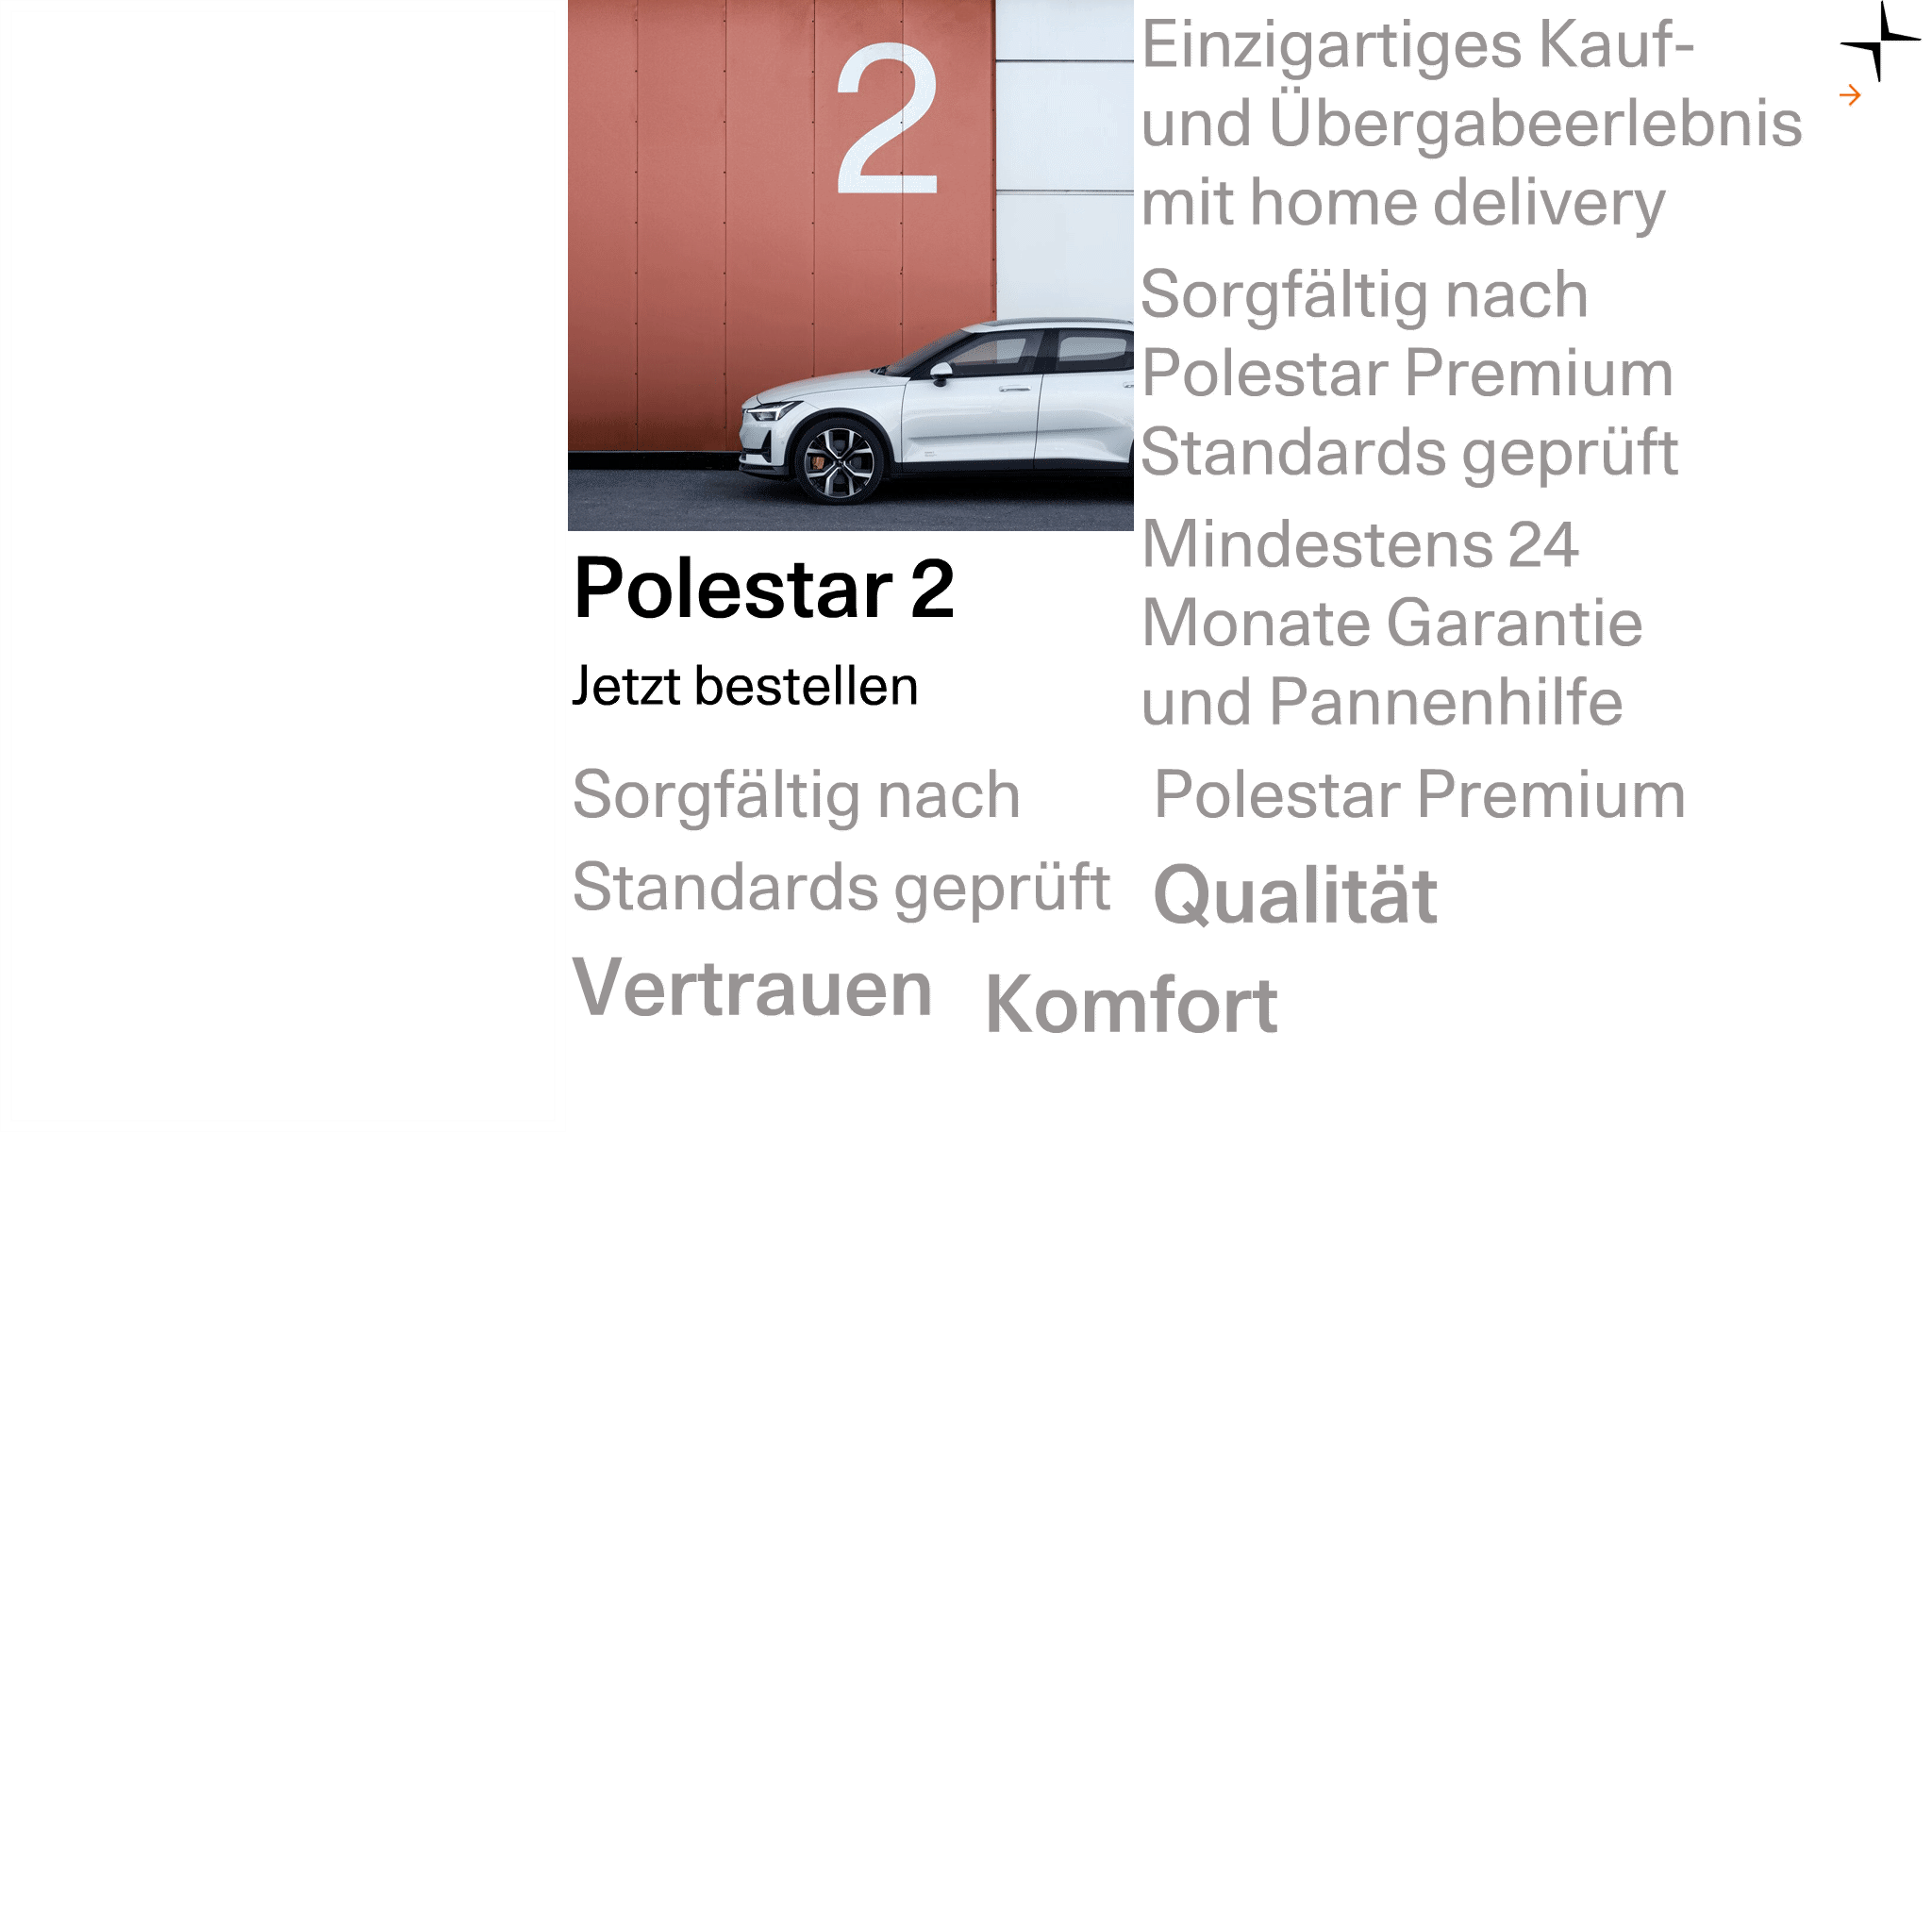 2
Einzigartiges Kauf-
und Übergabeerlebnis
mit home delivery
Sorgfältig nach
Polestar Premium
Standards geprüft
Mindestens 24
Monate Garantie
und Pannenhilfe
Polestar 2
Jetzt bestellen
Sorgfältig nach
Polestar Premium
Standards geprüft
Qualität
Vertrauen
Komfort